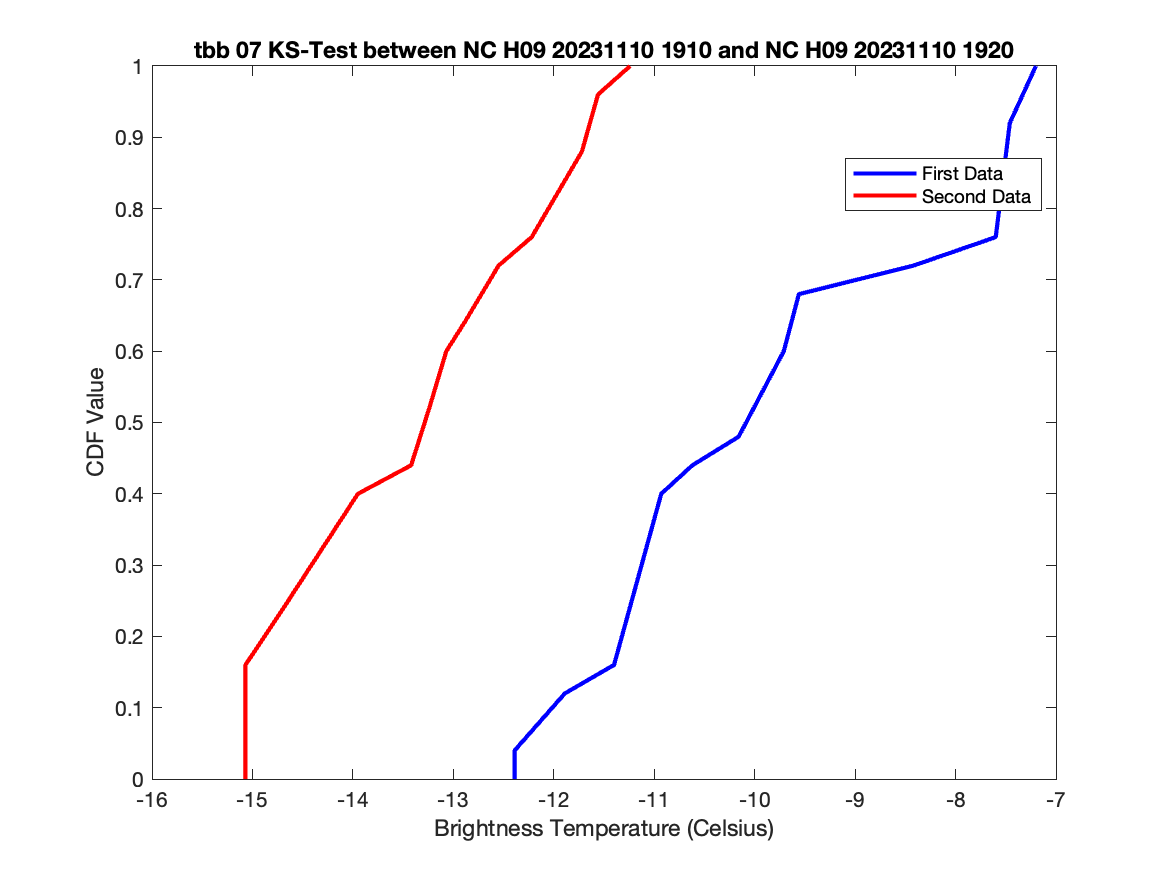 tbb 07 KS-Test between NC H09 20231110 1910 and NC H09 20231110 1920
1
0.9
0.8
0.7
0.6
0.5
0.4
0.3
0.2
0.1
0
CDF Value
First Data
Second Data
-16 -15 -14 -13 -12 -11 -10 -9 -8 -7
Brightness Temperature (Celsius)